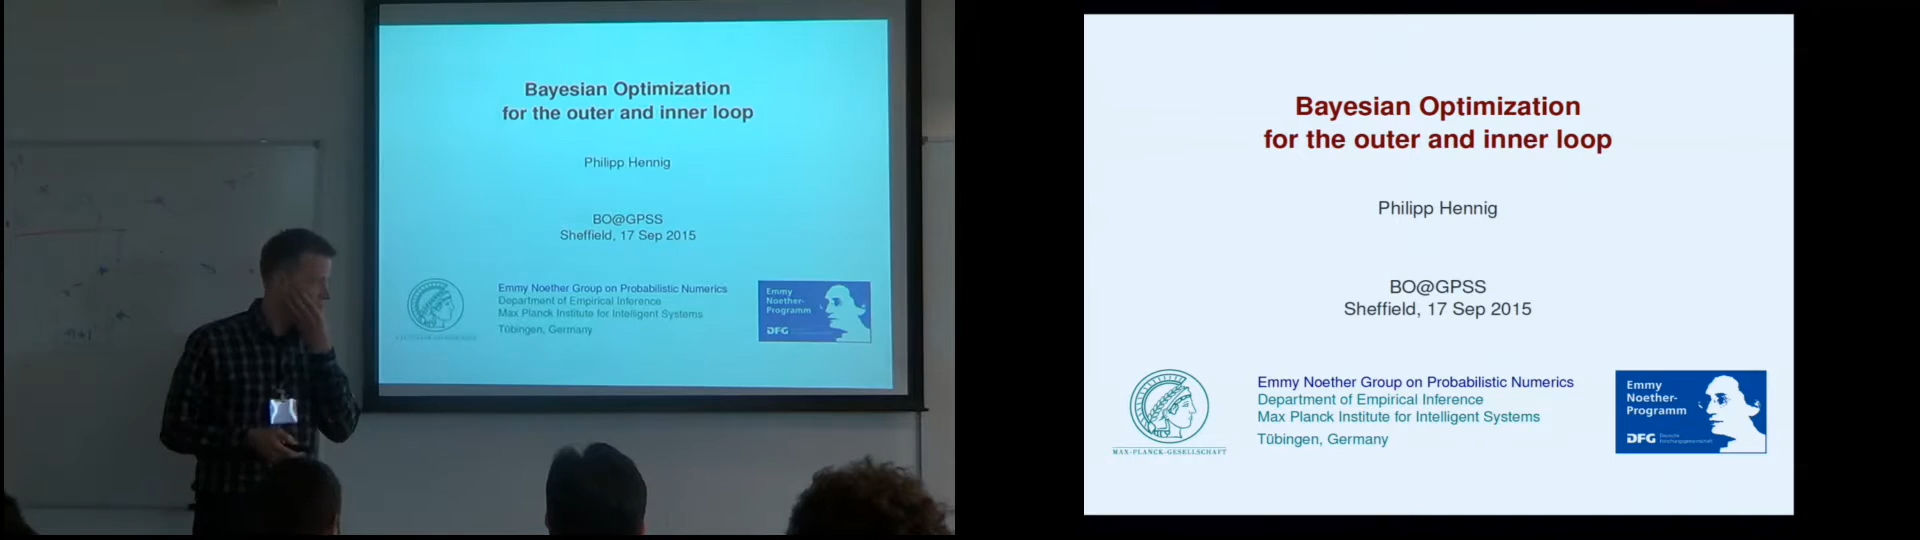 Bayesian Optimization
for the outer and inner loop
Philipp Hennig
BO@GPSS
Sheffield, 17 Sep 2015
Emmy Noether Group on Probabilistic Numerics
Department of Empirical Inference
Max Planck Institute for Intelligent Systems
Tübingen, Germany
Emmy
Noether-
Programm
DFG
Bayesian Optimization
for the outer and inner loop
Philipp Hennig
BO@GPSS
Sheffield, 17 Sep 2015
MAX-PLANCK-GESELLSCHAFT
Emmy Noether Group on Probabilistic Numerics
Department of Empirical Inference
Max Planck Institute for Intelligent Systems
Tübingen, Germany
Emmy
Noether-
Programm
DFG Deutsche
Forschungsgemeinschaft